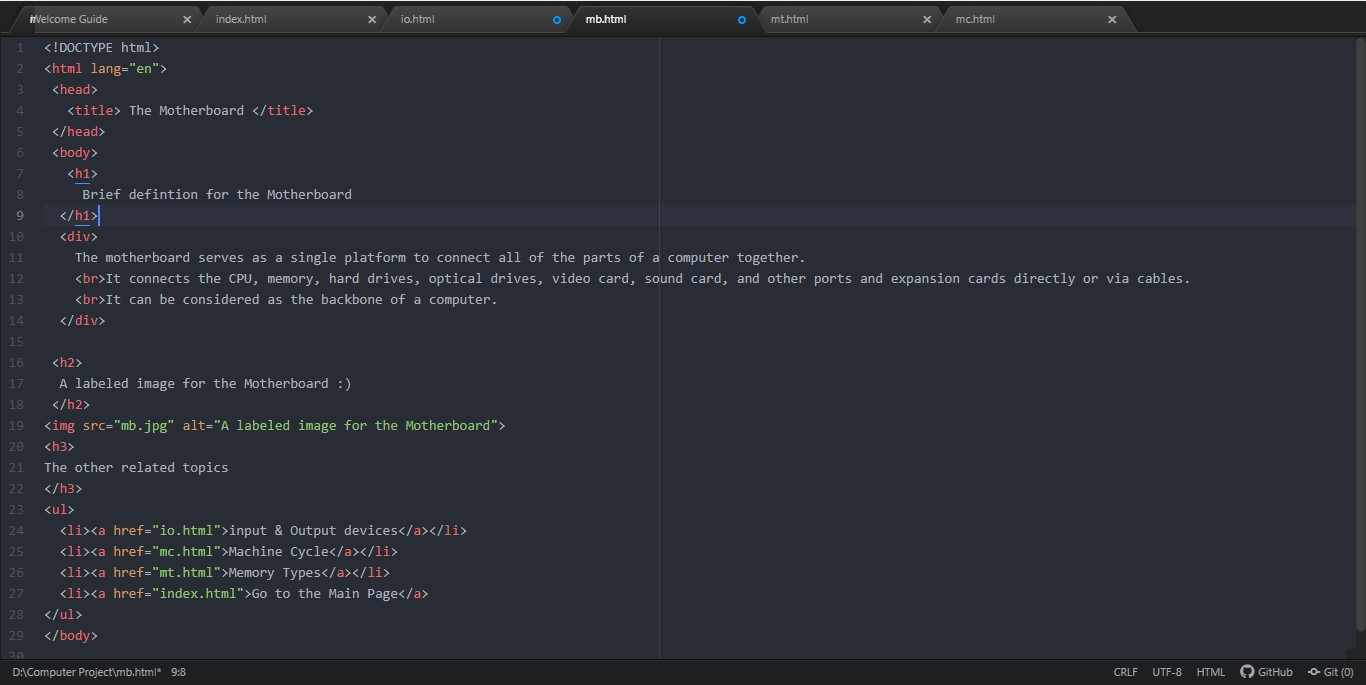 Welcome Guide
index.html
io.html
mb.html
mt.html
mc.html
1 <!DOCTYPE html>
2 <html lang="en">
3 <head>
4 <title> The Motherboard </title>
5 </head>
6 <body>
7 <h1>
8 Brief defintion for the Motherboard
9 </h1>
10 <div>
11 The motherboard serves as a single platform to connect all of the parts of a computer together.
12 <br>It connects the CPU, memory, hard drives, optical drives, video card, sound card, and other ports and expansion cards directly or via cables.
13 <br>It can be considered as the backbone of a computer.
14 </div>
15
16 <h2>
17 A labeled image for the Motherboard :)
18 </h2>
19 <img src="mb.jpg" alt="A labeled image for the Motherboard">
20 <h3>
21 The other related topics
22 </h3>
23 <ul>
24 <li><a href="io.html">input & Output devices</a></li>
25 <li><a href="mc.html">Machine Cycle</a></li>
26 <li><a href="mt.html">Memory Types</a></li>
27 <li><a href="index.html">Go to the Main Page</a>
28 </ul>
29 </body>
30
D:\Computer Project\mb.html* 9:8 CRLF UTF-8 HTML GitHub Git (0)